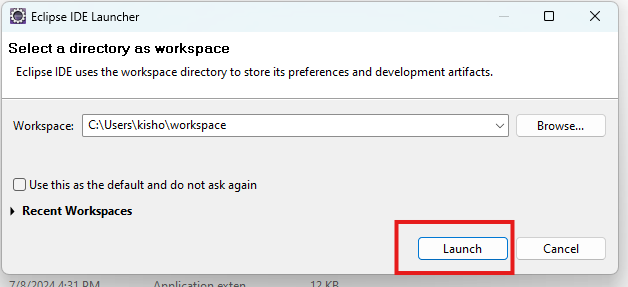 Eclipse IDE Launcher
Select a directory as workspace
Eclipse IDE uses the workspace directory to store its preferences and development artifacts.
Workspace: C:\Users\kisho\workspace Browse...
Use this as the default and do not ask again
Recent Workspaces
Launch Cancel
7/8/2024 4:31 PM Application exten 12 KB